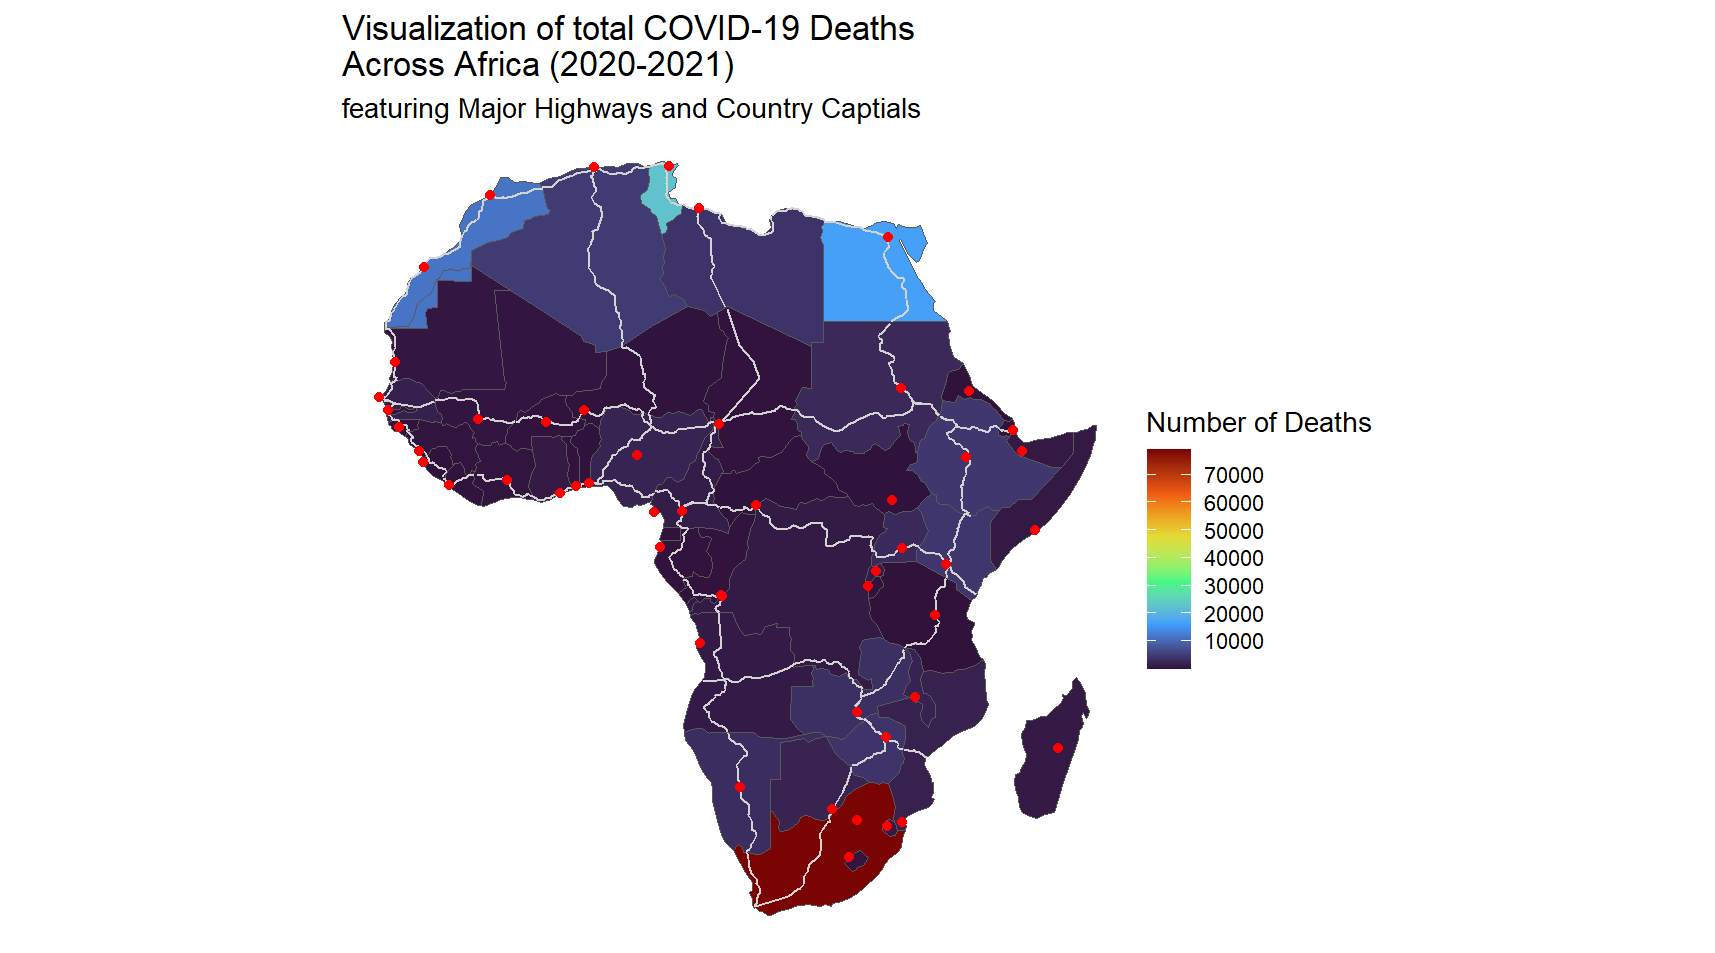 Visualization of total COVID-19 Deaths
Across Africa (2020-2021)
featuring Major Highways and Country Captials
Number of Deaths
70000
60000
50000
40000
30000
20000
10000